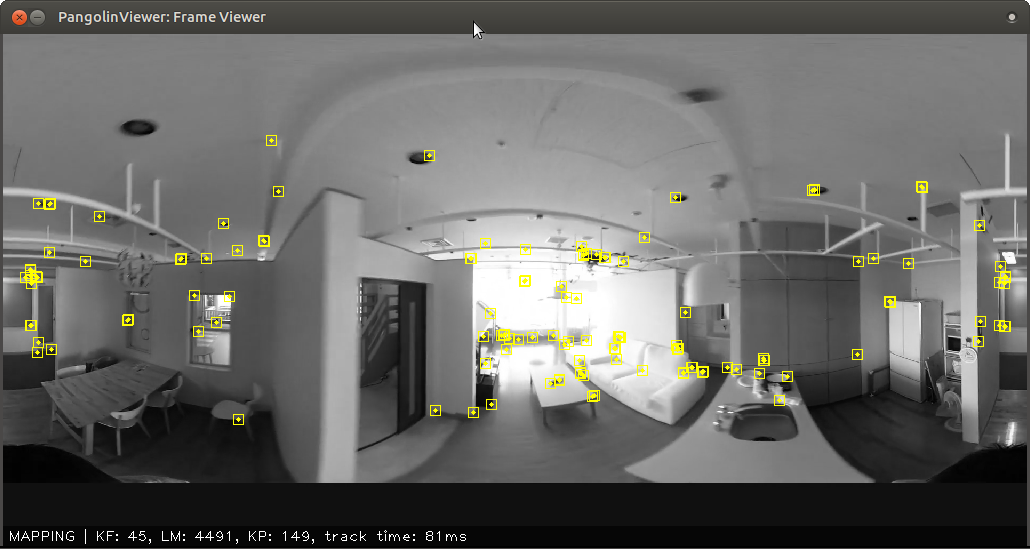 PangolinViewer: Frame Viewer
MAPPING | KF: 45, LM: 4491, KP: 149, track time: 81ms